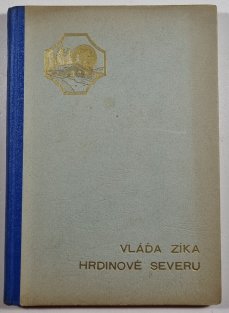 VLÁĎA ZÍKA
HRDINOVÉ SEVERU